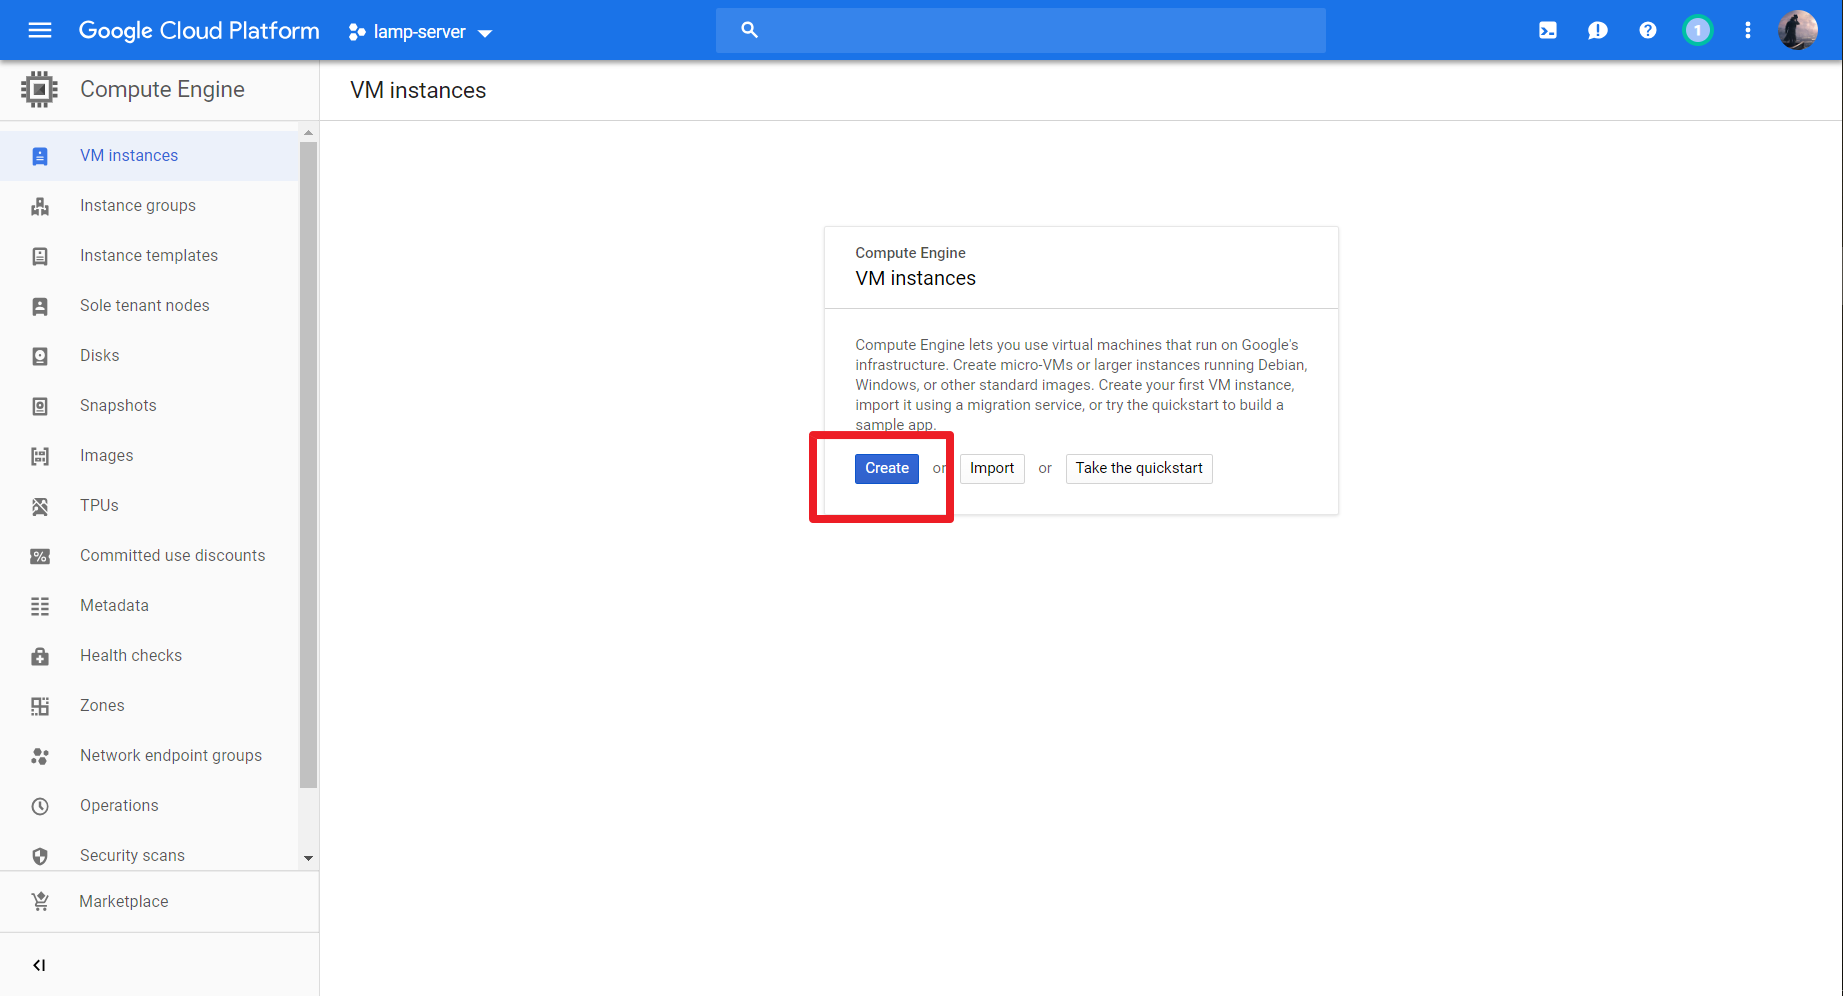 Google Cloud Platform
lamp-server
1
Compute Engine
VM instances
VM instances
Instance groups
Instance templates
Sole tenant nodes
Disks
Snapshots
Images
TPUs
Committed use discounts
Metadata
Health checks
Zones
Network endpoint groups
Operations
Security scans
Marketplace
Compute Engine
VM instances
Compute Engine lets you use virtual machines that run on Google's
infrastructure. Create micro-VMs or larger instances running Debian,
Windows, or other standard images. Create your first VM instance,
import it using a migration service, or try the quickstart to build a
sample app.
Create or Import or Take the quickstart